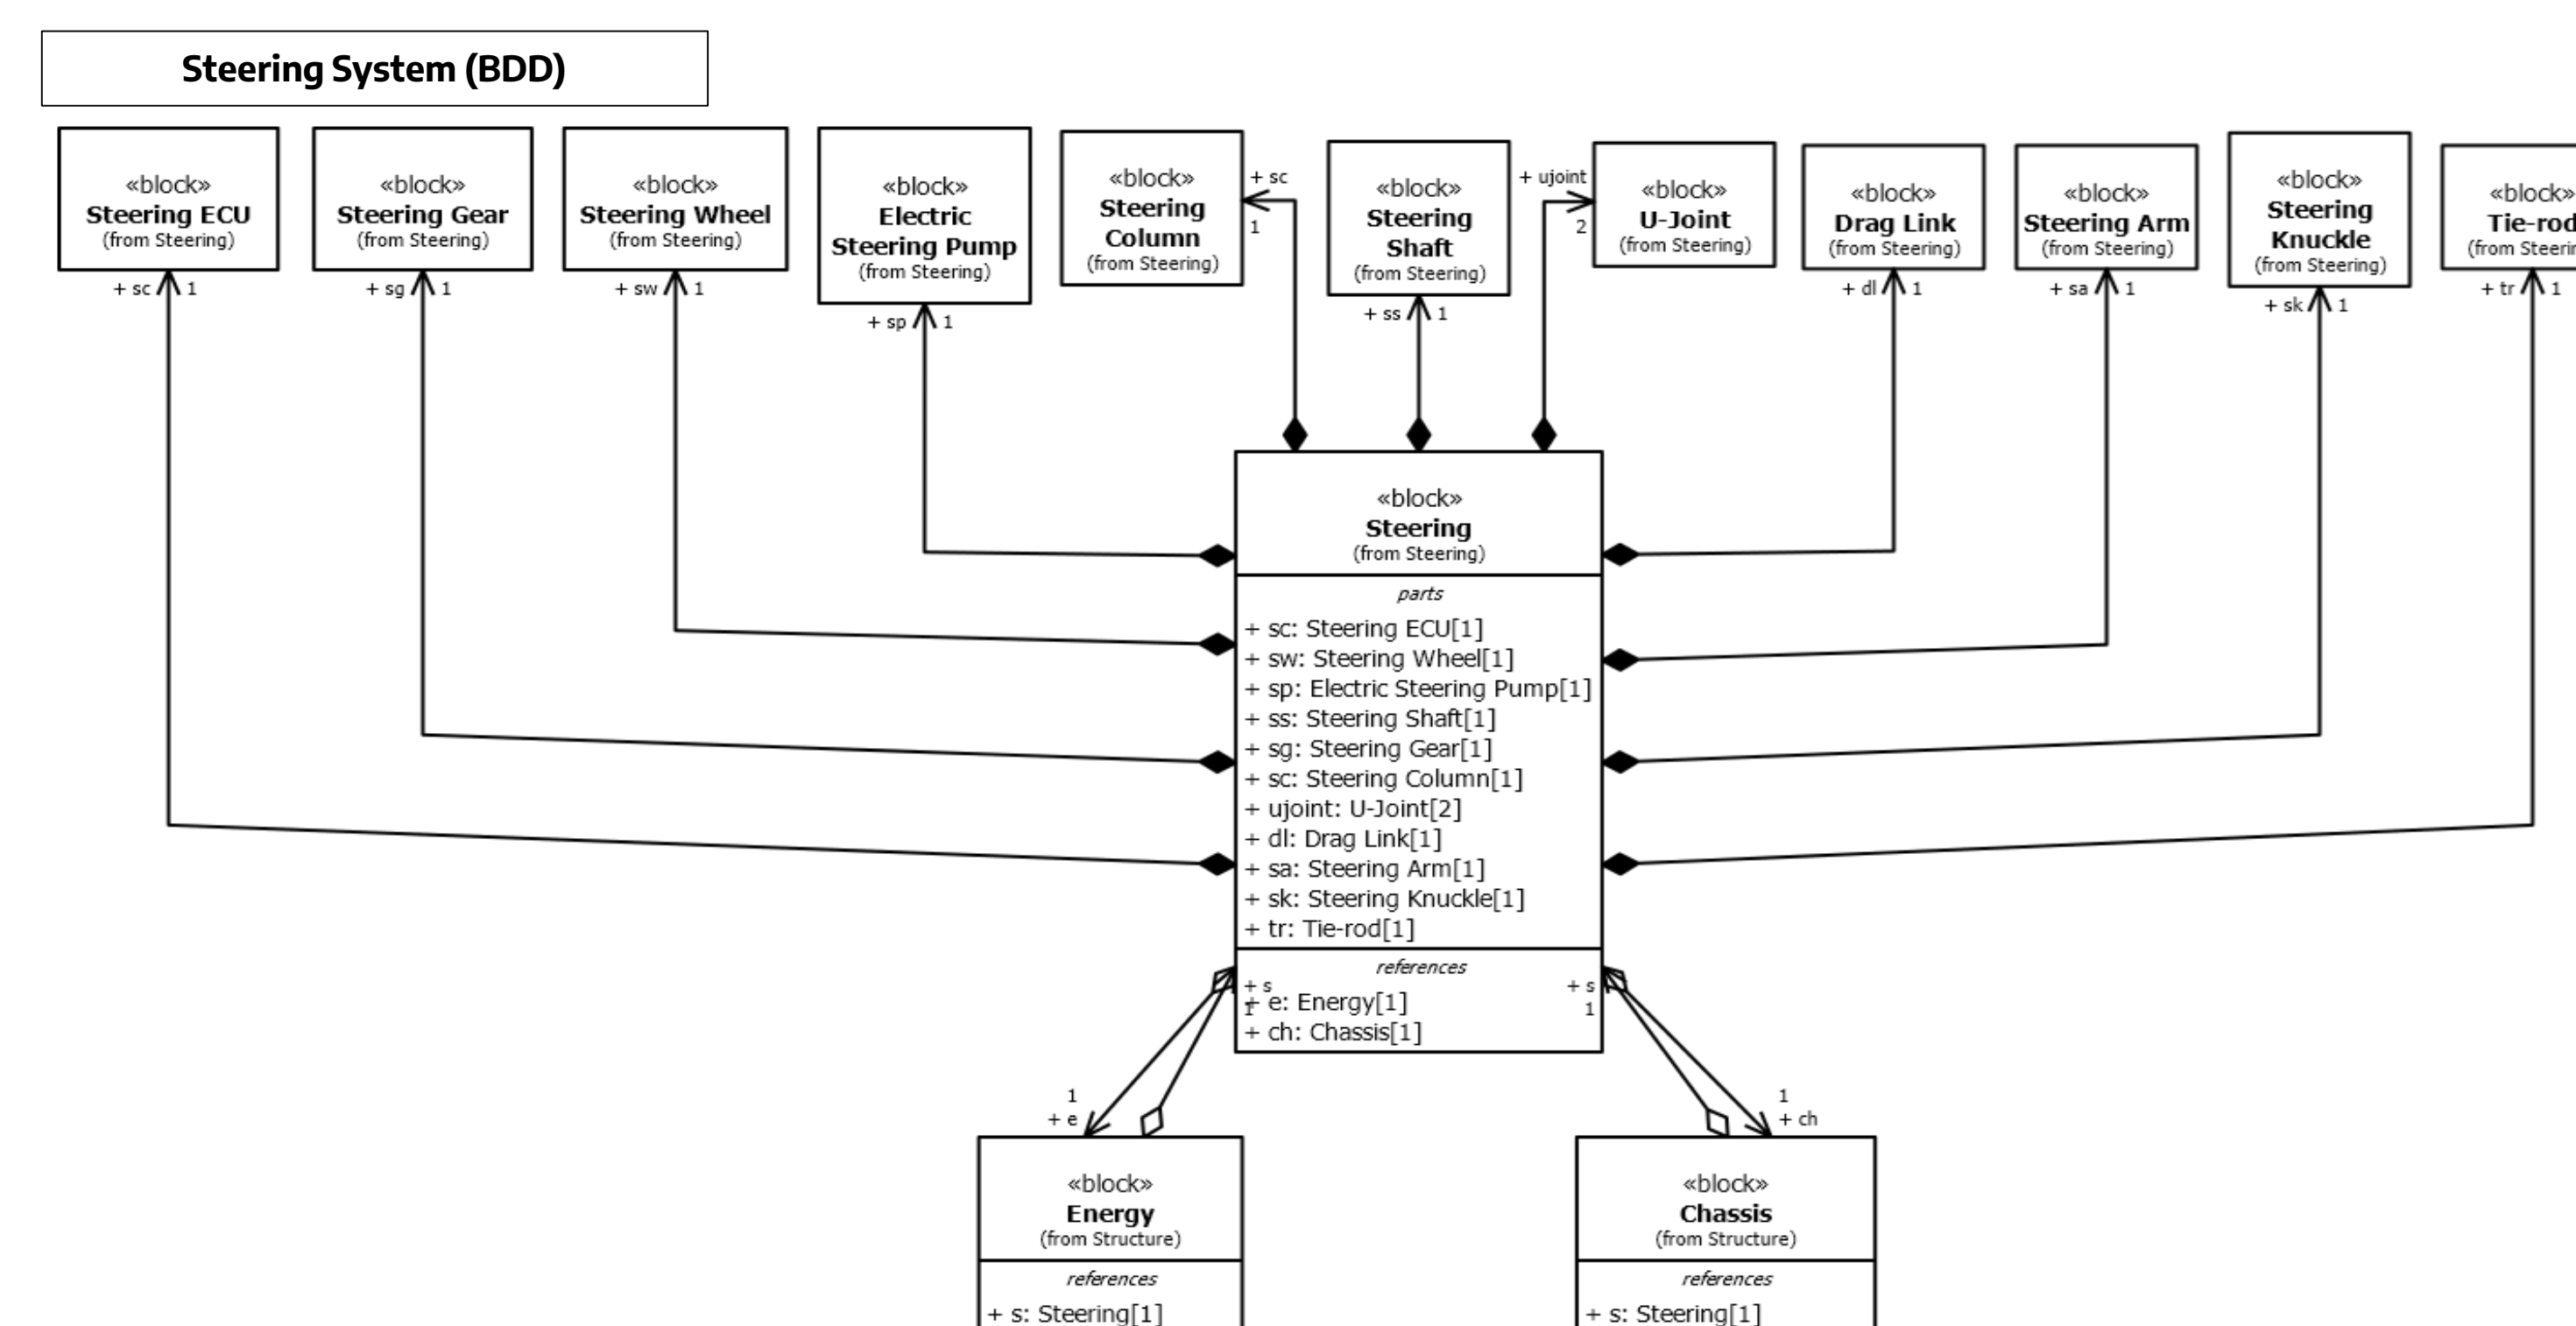 Steering System (BDD)
«block»
Steering ECU
(from Steering)
+ sc 1
«block»
Steering Gear
(from Steering)
+ sg 1
«block»
Steering Wheel
(from Steering)
+ sw 1
«block»
Electric
Steering Pump
(from Steering)
+ sp 1
«block»
Steering
Column
(from Steering)
+ sc
1
«block»
Steering
Shaft
(from Steering)
+ ss 1
+ ujoint
2
«block»
U-Joint
(from Steering)
«block»
Drag Link
(from Steering)
+ dl 1
«block»
Steering Arm
(from Steering)
+ sa 1
«block»
Steering
Knuckle
(from Steering)
+ sk 1
«block»
Tie-rod
(from Steerin
+ tr 1
«block»
Steering
(from Steering)
parts
+ sc: Steering ECU[1]
+ sw: Steering Wheel[1]
+ sp: Electric Steering Pump[1]
+ ss: Steering Shaft[1]
+ sg: Steering Gear[1]
+ sc: Steering Column[1]
+ ujoint: U-Joint[2]
+ dl: Drag Link[1]
+ sa: Steering Arm[1]
+ sk: Steering Knuckle[1]
+ tr: Tie-rod[1]
references
+ s + s
+ e: Energy[1]
1 1
+ ch: Chassis[1]
1
+ e
1
+ ch
«block»
Energy
(from Structure)
references
+ s: Steering[1]
«block»
Chassis
(from Structure)
references
+ s: Steering[1]